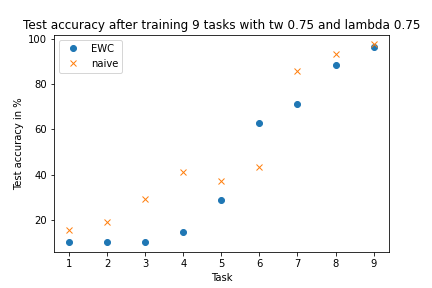 Test accuracy after training 9 tasks with tw 0.75 and lambda 0.75
EWC
naive
Test accuracy in %
100
80
60
40
20
1 2 3 4 5 6 7 8 9
Task